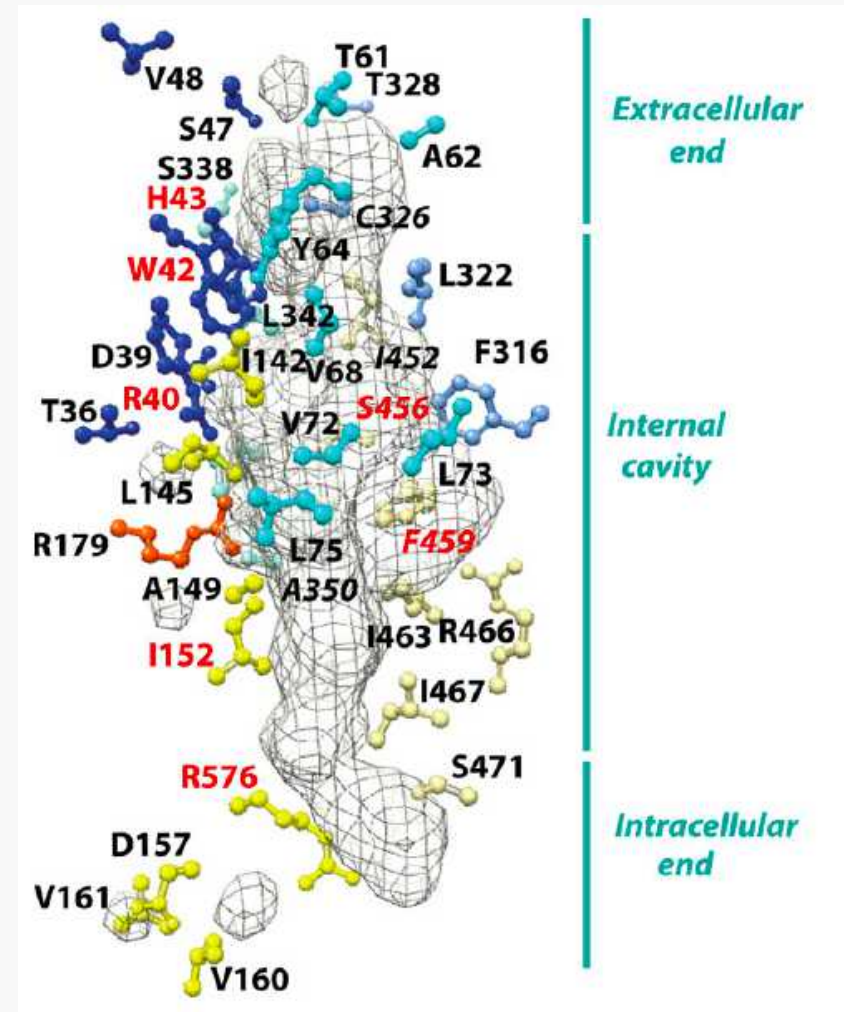 T61
V48
T328
S47
Extracellular
end
A62
S338
H43
C326
Y64
W42
L322
L342
D39
I142
V68
I452
F316
R40
S456
T36
V72
Internal
cavity
L73
L145
R179
F459
L75
A149
A350
I463
R466
I152
I467
S471
R576
Intracellular
end
D157
V161
V160